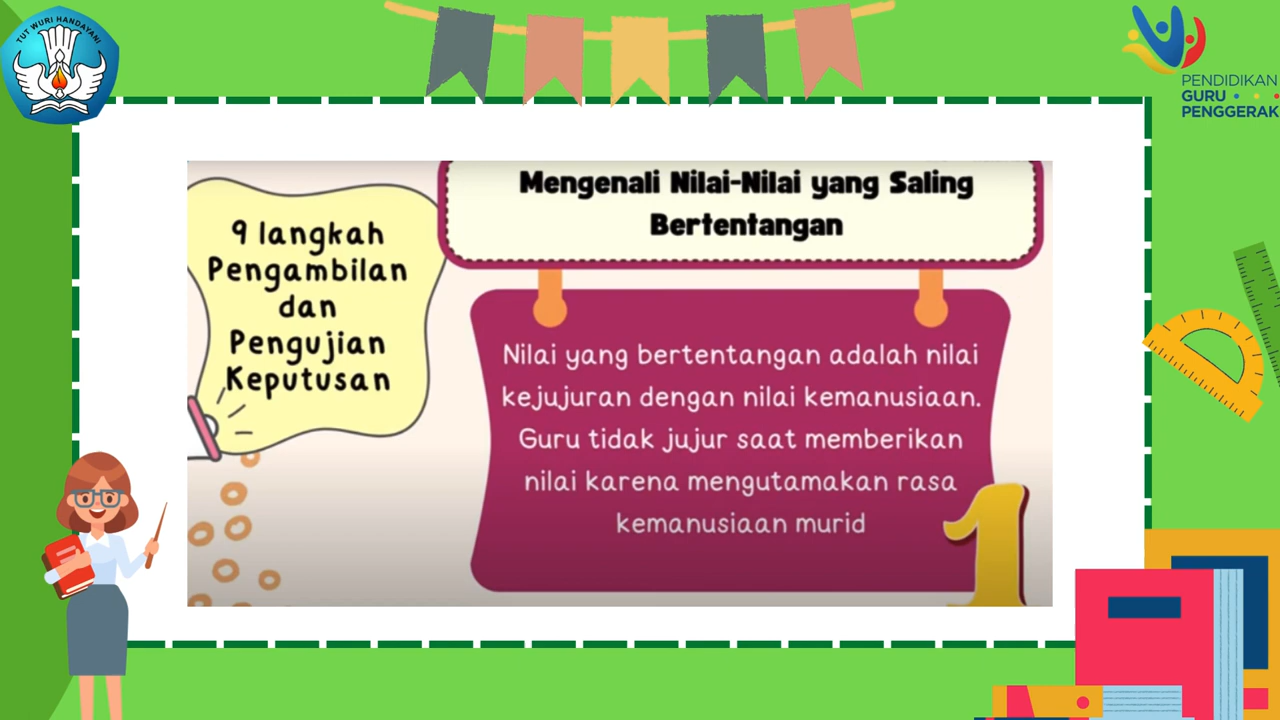 TUT WURI HANDAYANI
PENDIDIKAN
GURU
PENGGERAK
Mengenali Nilai-Nilai yang Saling
Bertentangan
9 langkah
Pengambilan
dan
Pengujian
Keputusan
Nilai yang bertentangan adalah nilai
kejujuran dengan nilai kemanusiaan.
Guru tidak jujur saat memberikan
nilai karena mengutamakan rasa
kemanusiaan murid
1